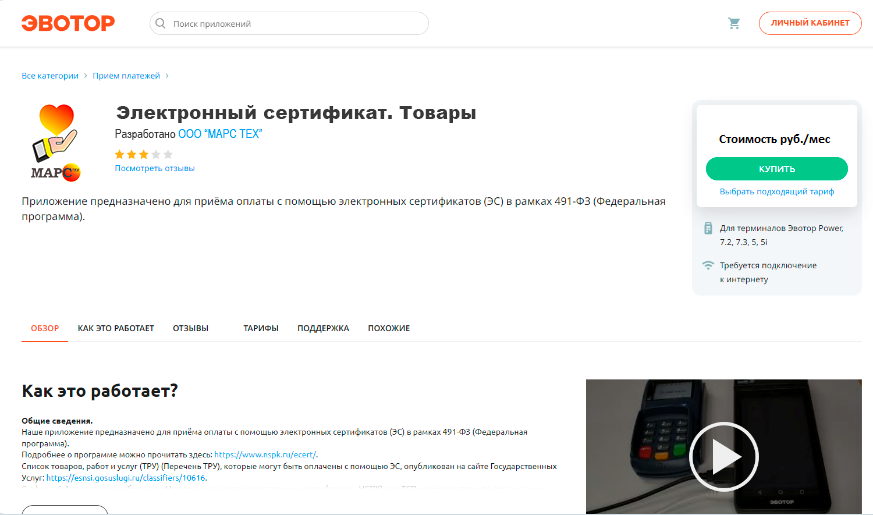 ЭВОТОР
Поиск приложений
ЛИЧНЫЙ КАБИНЕТ
Все категории > Прием платежей >
МАРС ТЕХ
Электронный сертификат. Товары
Разработано ООО "МАРС ТЕХ"
Посмотреть отзывы
Приложение предназначено для приёма оплаты с помощью электронных сертификатов (ЭС) в рамках 491-ФЗ (Федеральная
программа).
Стоимость руб./мес
КУПИТЬ
Выбрать подходящий тариф
Для терминалов Эвотор Power,
7.2, 7.3, 5, 5i
Требуется подключение
к интернету
ОБЗОР КАК ЭТО РАБОТАЕТ ОТЗЫВЫ ТАРИФЫ ПОДДЕРЖКА ПОХОЖИЕ
Как это работает?
Общие сведения.
Наше приложение предназначено для приёма оплаты с помощью электронных сертификатов (ЭС) в рамках 491-ФЗ (Федеральная
программа).
Подробнее о программе можно прочитать здесь: https://www.nspk.ru/ecert/.
Список товаров, работ и услуг (ТРУ) (Перечень ТРУ), которые могут быть оплачены с помощью ЭС, опубликован на сайте Государственных
Услуг: https://esnsi.gosuslugi.ru/classifiers/10616.
ЭВОТОР